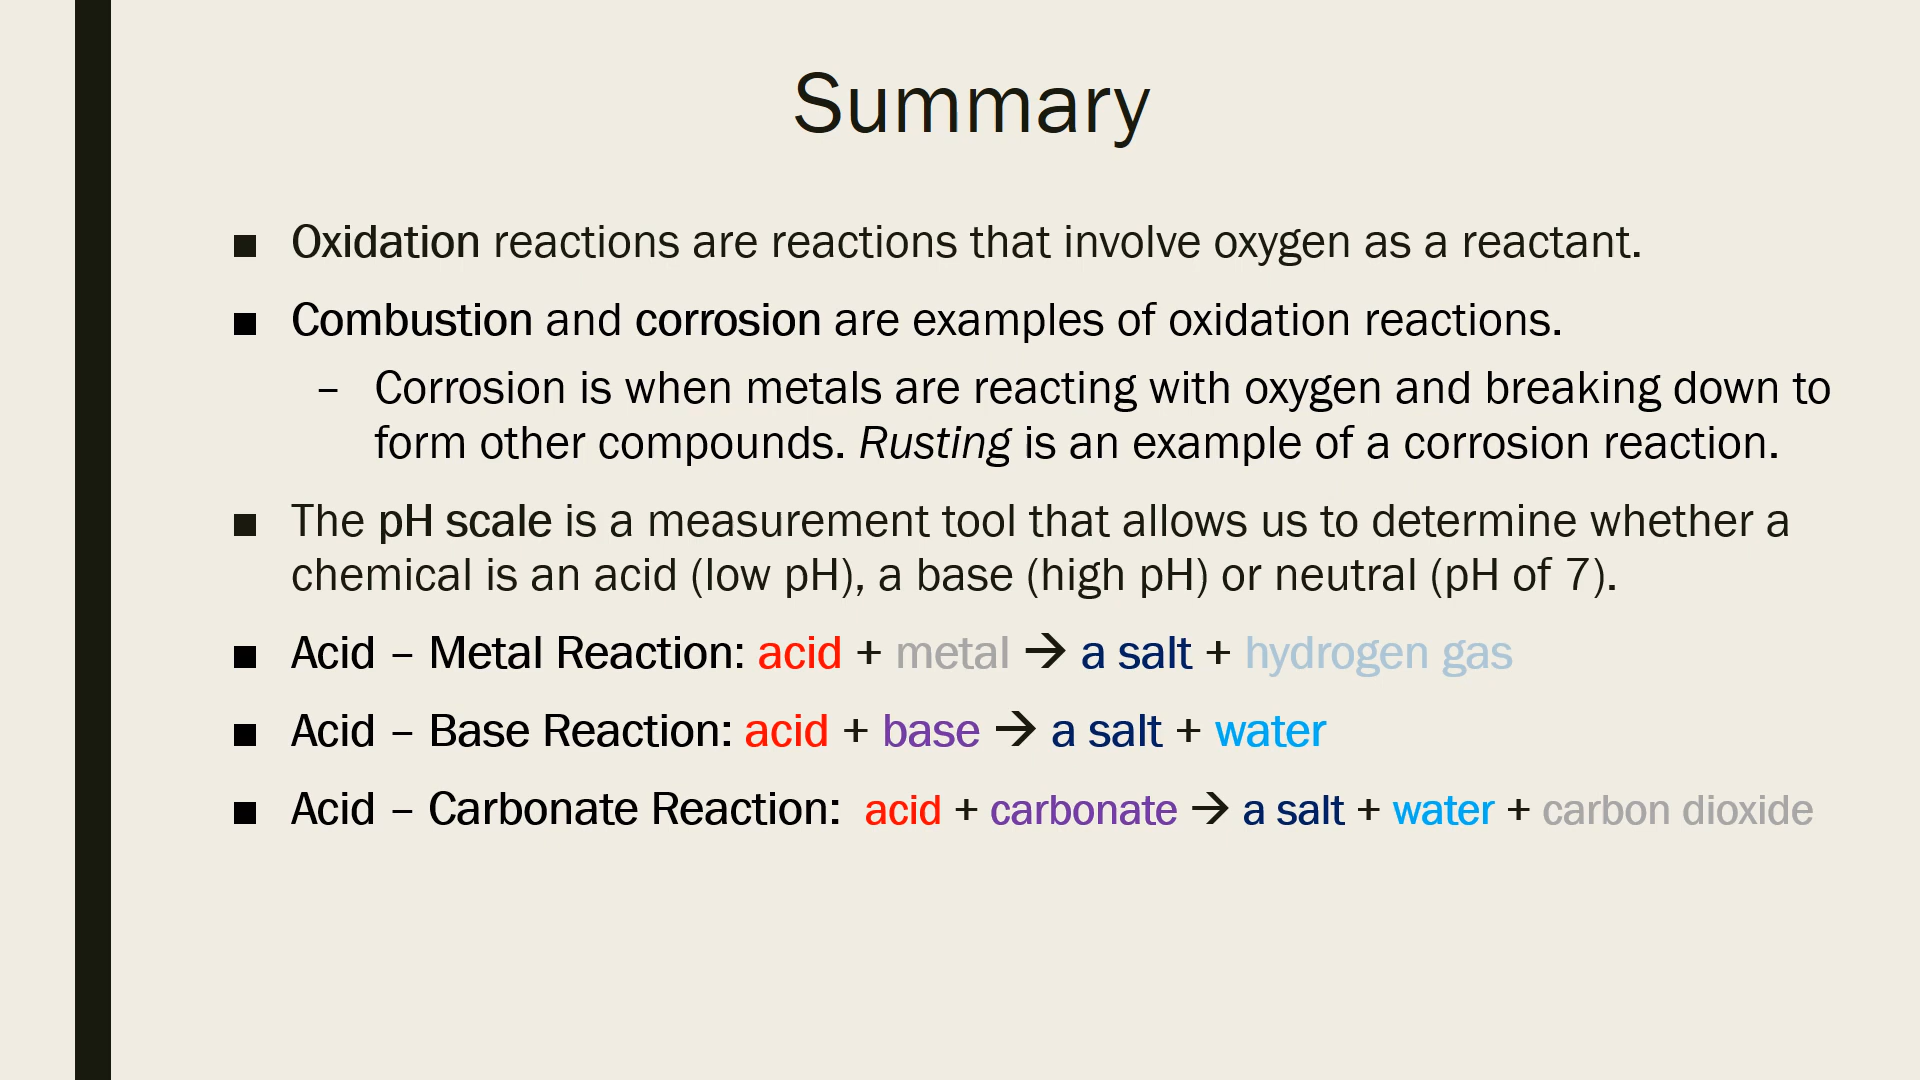 Summary
■ Oxidation reactions are reactions that involve oxygen as a reactant.
■ Combustion and corrosion are examples of oxidation reactions.
– Corrosion is when metals are reacting with oxygen and breaking down to
form other compounds. Rusting is an example of a corrosion reaction.
■ The pH scale is a measurement tool that allows us to determine whether a
chemical is an acid (low pH), a base (high pH) or neutral (pH of 7).
■ Acid – Metal Reaction: acid + metal → a salt + hydrogen gas
■ Acid – Base Reaction: acid + base → a salt + water
■ Acid – Carbonate Reaction: acid + carbonate → a salt + water + carbon dioxide